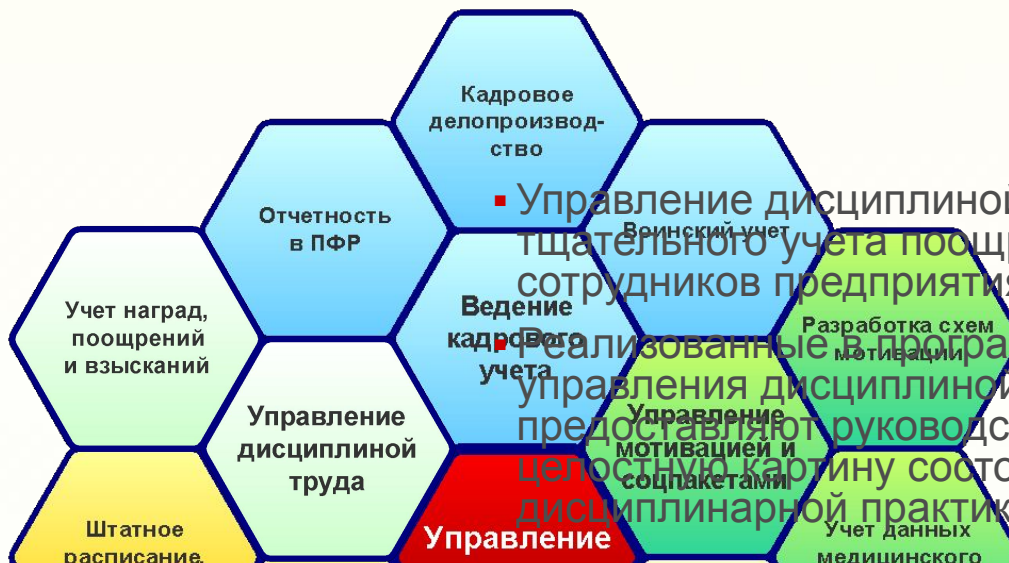 Кадровое
делопроизвод-
ство
Отчетность
в ПФР
Воинский учет
Учет наград,
поощрений
и взысканий
Ведение
кадрового
учета
Разработка схем
мотивации
Управление
дисциплиной
труда
Управление
мотивацией и
соцпакетами
Штатное
расписание,
Управление
Учет данных
медицинского
Управление дисциплиной
тщательного учета поощр
сотрудников предприятия
Реализованные в програ
управления дисциплиной
предоставляют руководс
целостную картину состо
дисциплинарной практик